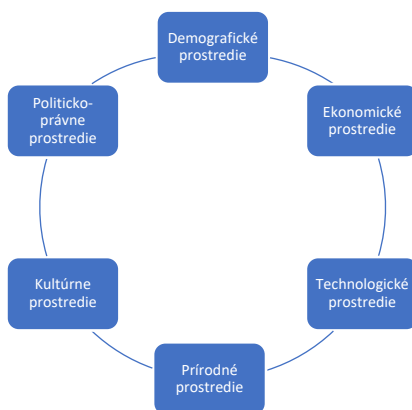 Demografické
prostredie
Ekonomické
prostredie
Technologické
prostredie
Prírodné
prostredie
Kultúrne
prostredie
Politicko-
právne
prostredie